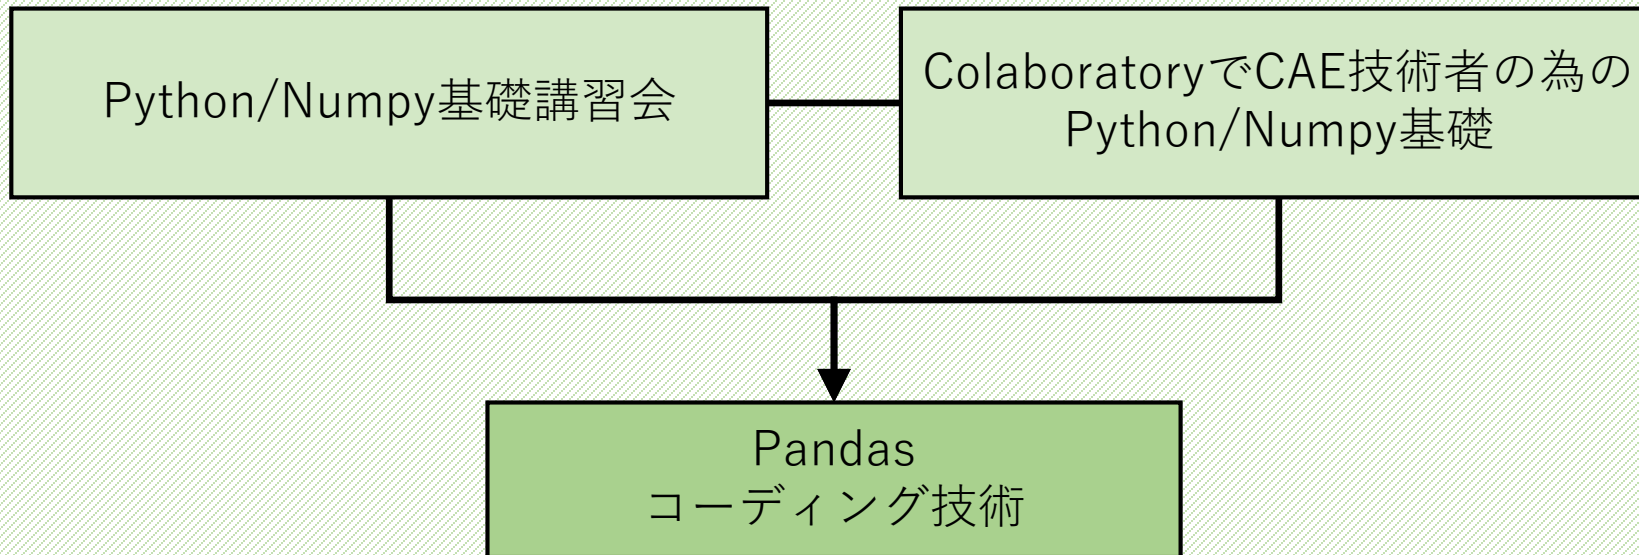 Python/Numpy基礎講習会
ColaboratoryでCAE技術者の為の
Python/Numpy基礎
Pandas
コーディング技術